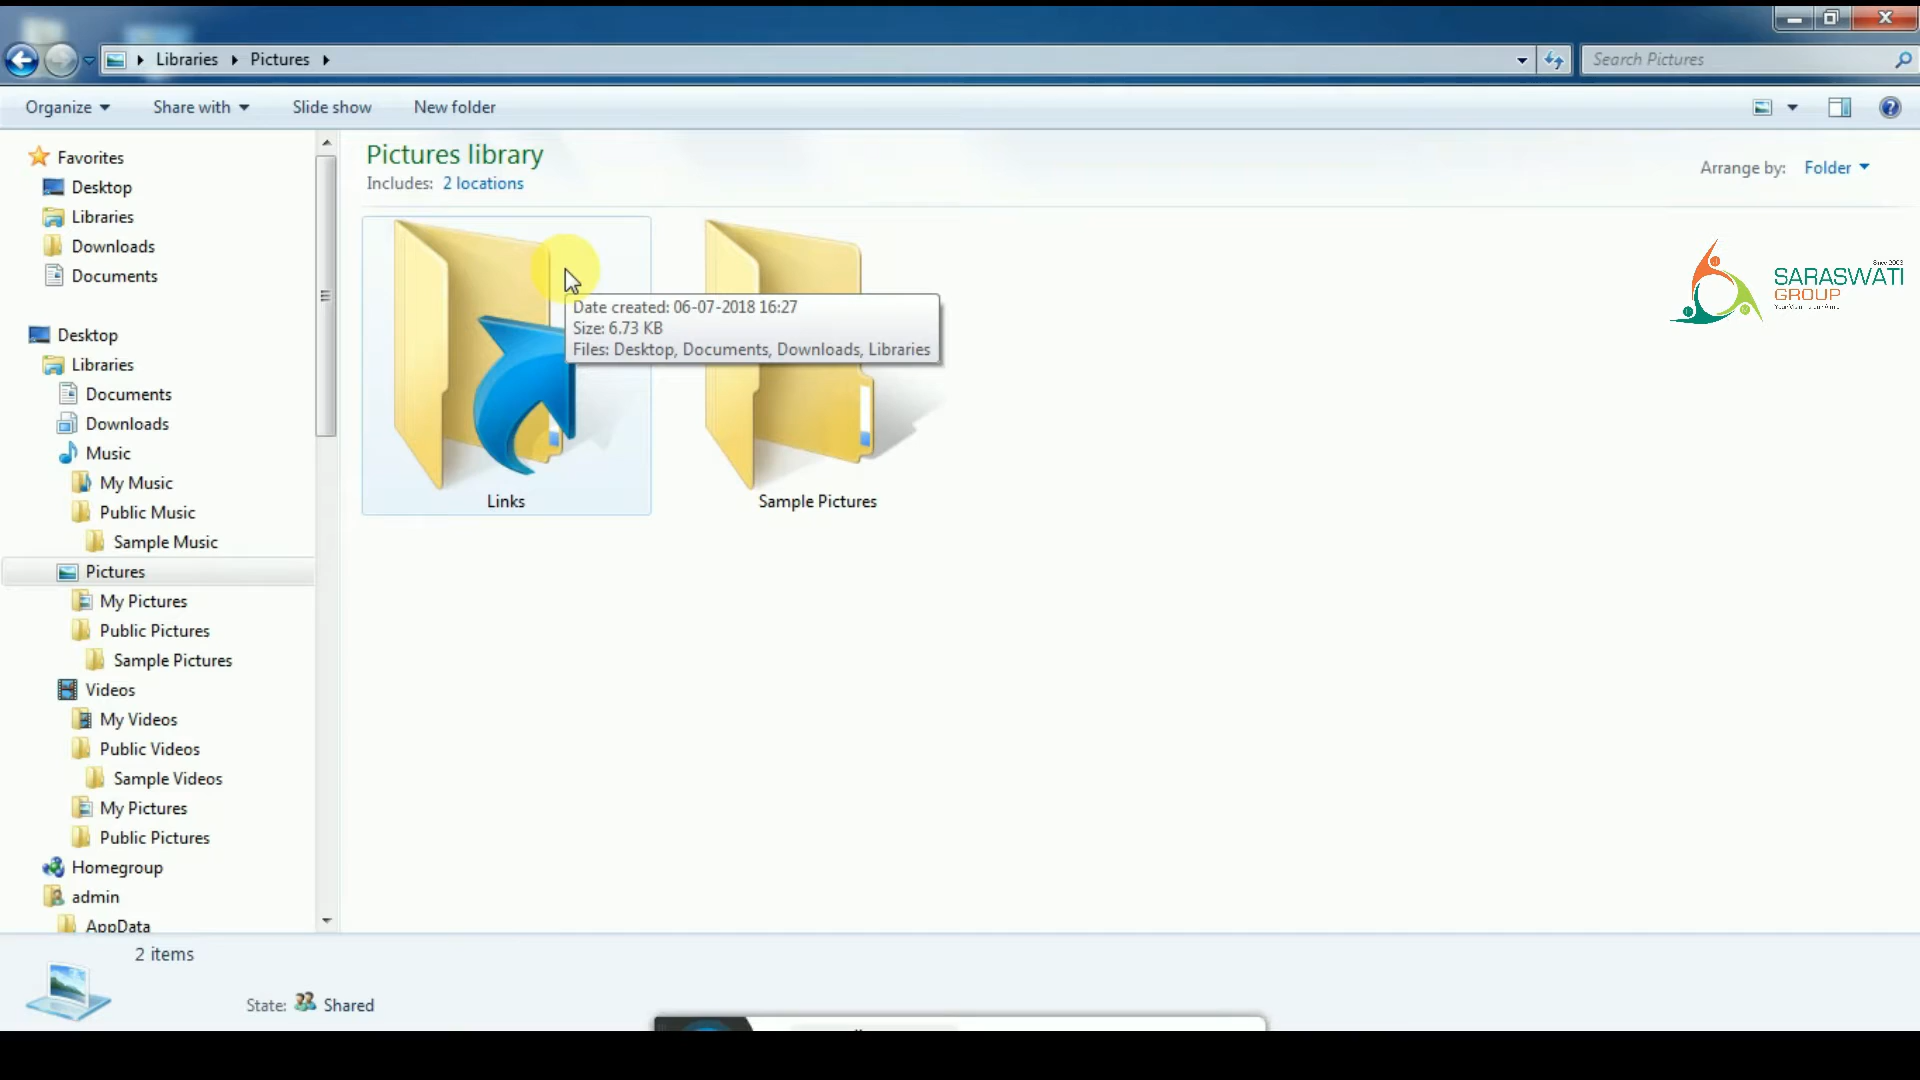 Libraries
Pictures
Search Pictures
Organize
Share with
Slide show
New folder
Favorites
Desktop
Libraries
Downloads
Documents
Desktop
Libraries
Documents
Downloads
Music
My Music
Public Music
Sample Music
Pictures
My Pictures
Public Pictures
Sample Pictures
Videos
My Videos
Public Videos
Sample Videos
My Pictures
Public Pictures
Homegroup
admin
AppData
Pictures library
Includes: 2 locations
Arrange by: Folder
Date created: 06-07-2018 16:27
Size: 6.73 KB
Files: Desktop, Documents, Downloads, Libraries
Links
Sample Pictures
Since 2003
SARASWATI
GROUP
2 items
State: Shared